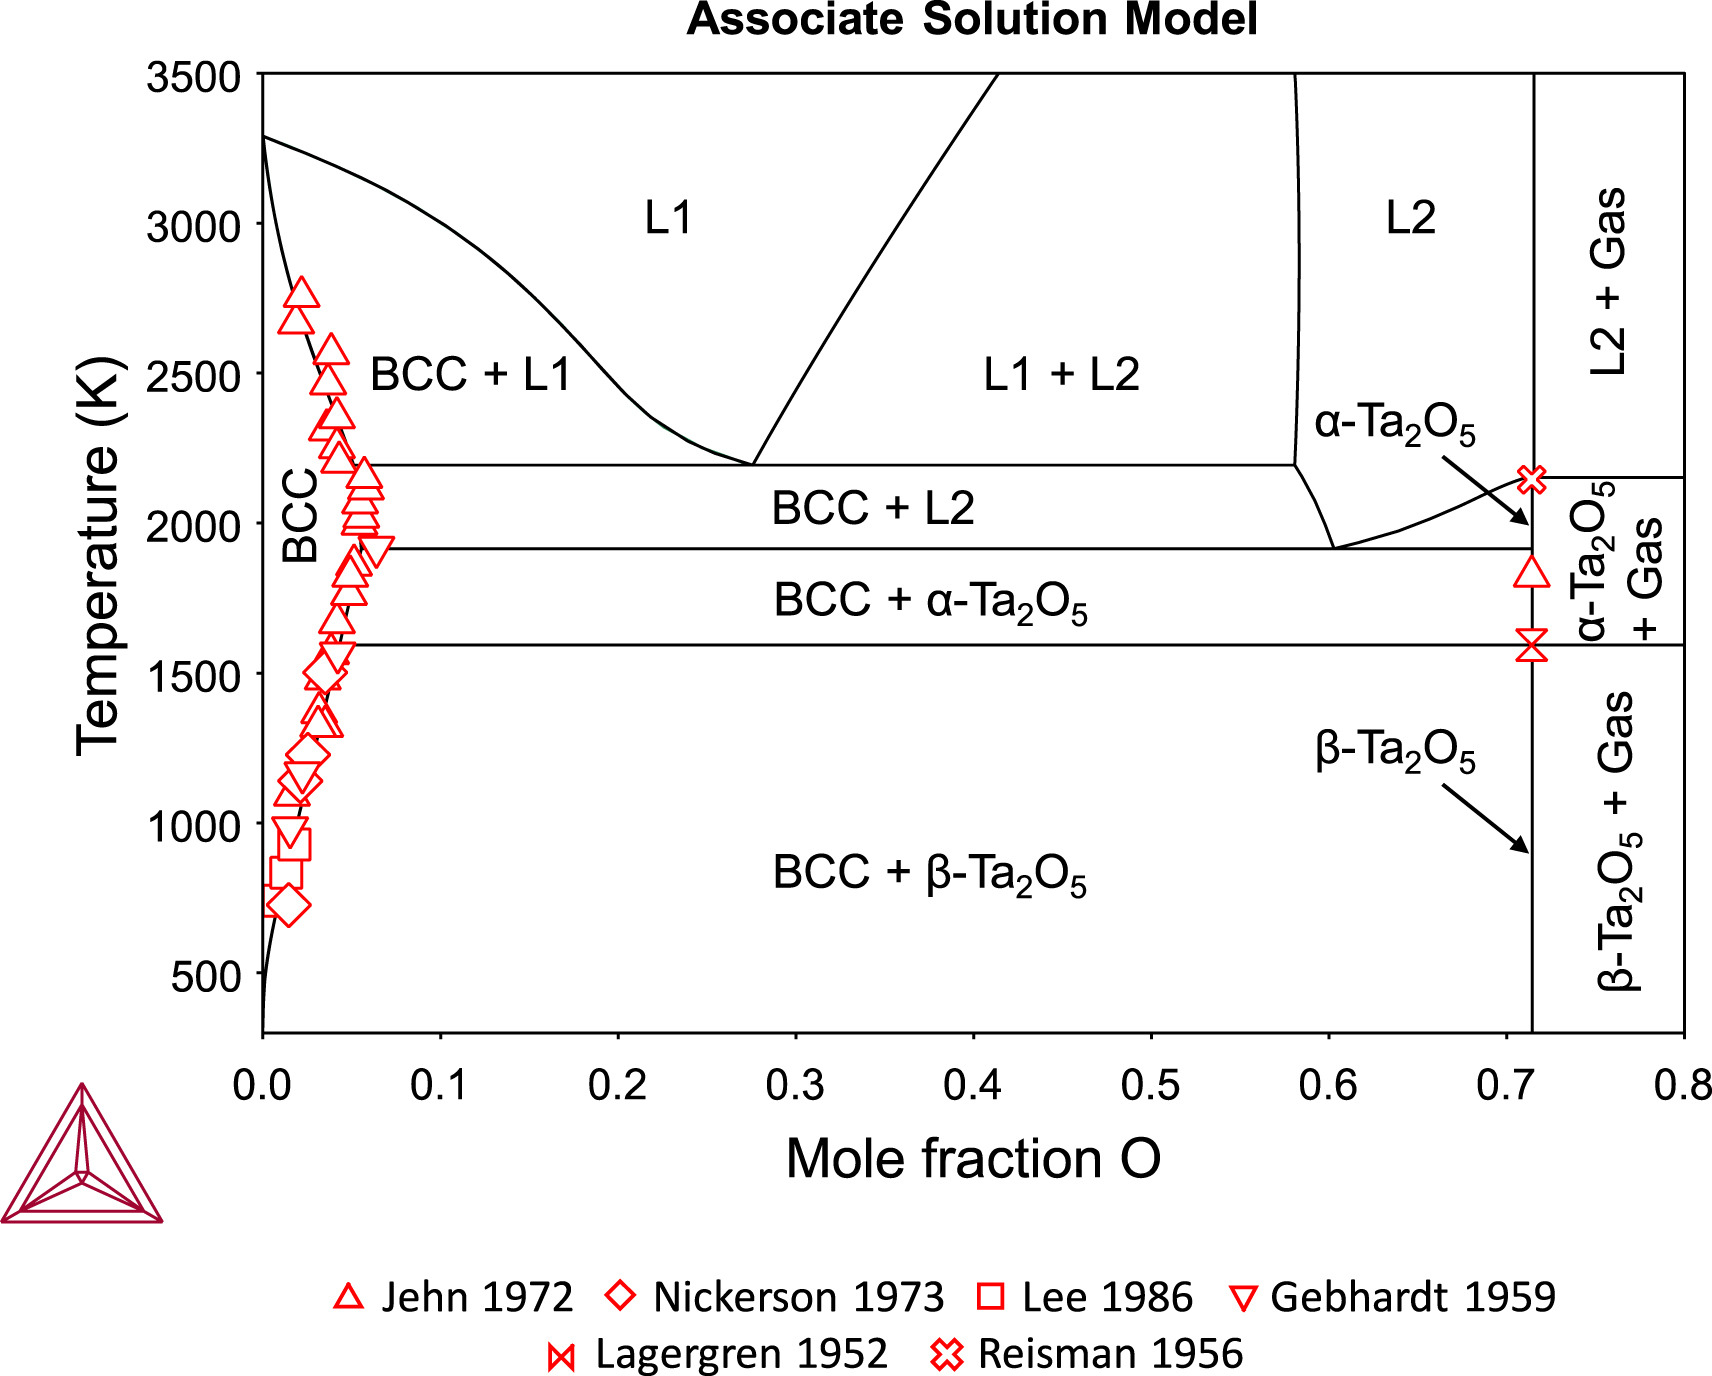 Associate Solution Model
3500
3000
2500
2000
1500
1000
500
Temperature (K)
L1
L2
L2 + Gas
BCC + L1
L1 + L2
α-Ta₂O₅
BCC
BCC + L2
α-Ta₂O₅
+ Gas
BCC + α-Ta₂O₅
β-Ta₂O₅
β-Ta₂O₅ + Gas
BCC + β-Ta₂O₅
0.0 0.1 0.2 0.3 0.4 0.5 0.6 0.7 0.8
Mole fraction O
Jehn 1972 Nickerson 1973 Lee 1986 Gebhardt 1959
Lagergren 1952 Reisman 1956